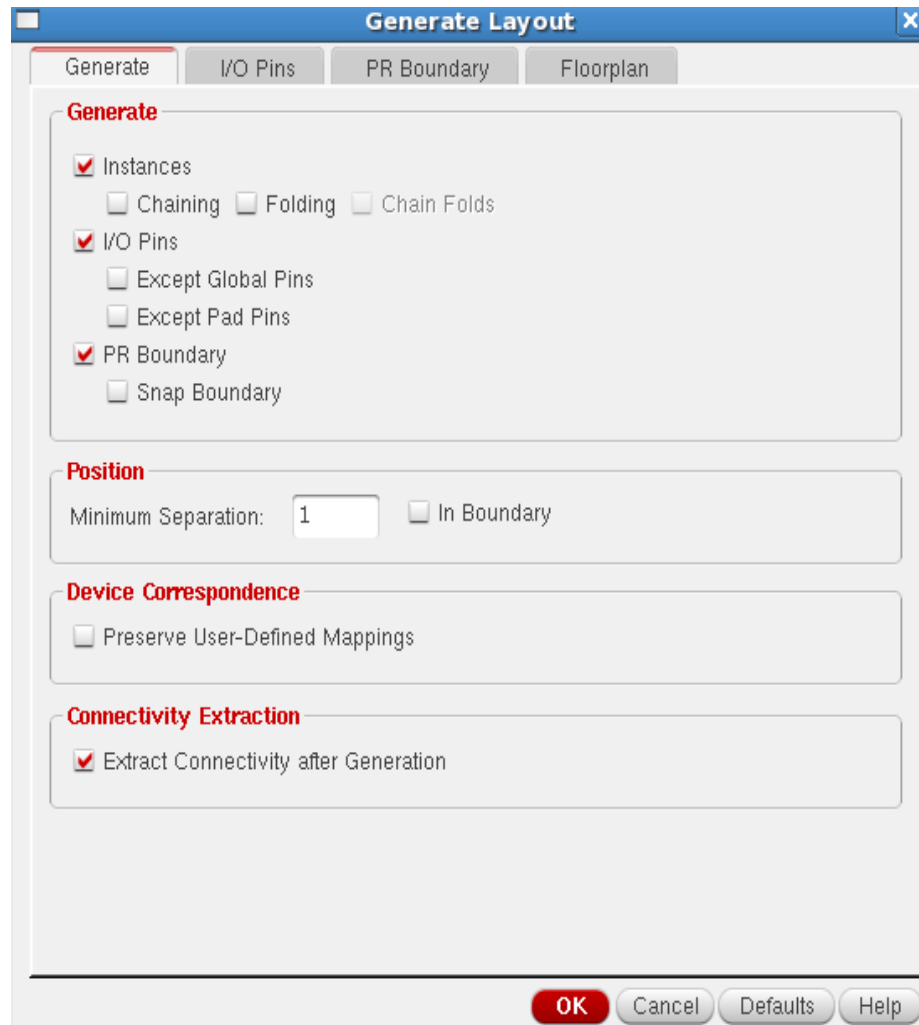 Generate Layout
Generate I/O Pins PR Boundary Floorplan
Generate
Instances
Chaining Folding Chain Folds
I/O Pins
Except Global Pins
Except Pad Pins
PR Boundary
Snap Boundary
Position
Minimum Separation: 1 In Boundary
Device Correspondence
Preserve User-Defined Mappings
Connectivity Extraction
Extract Connectivity after Generation
OK Cancel Defaults Help